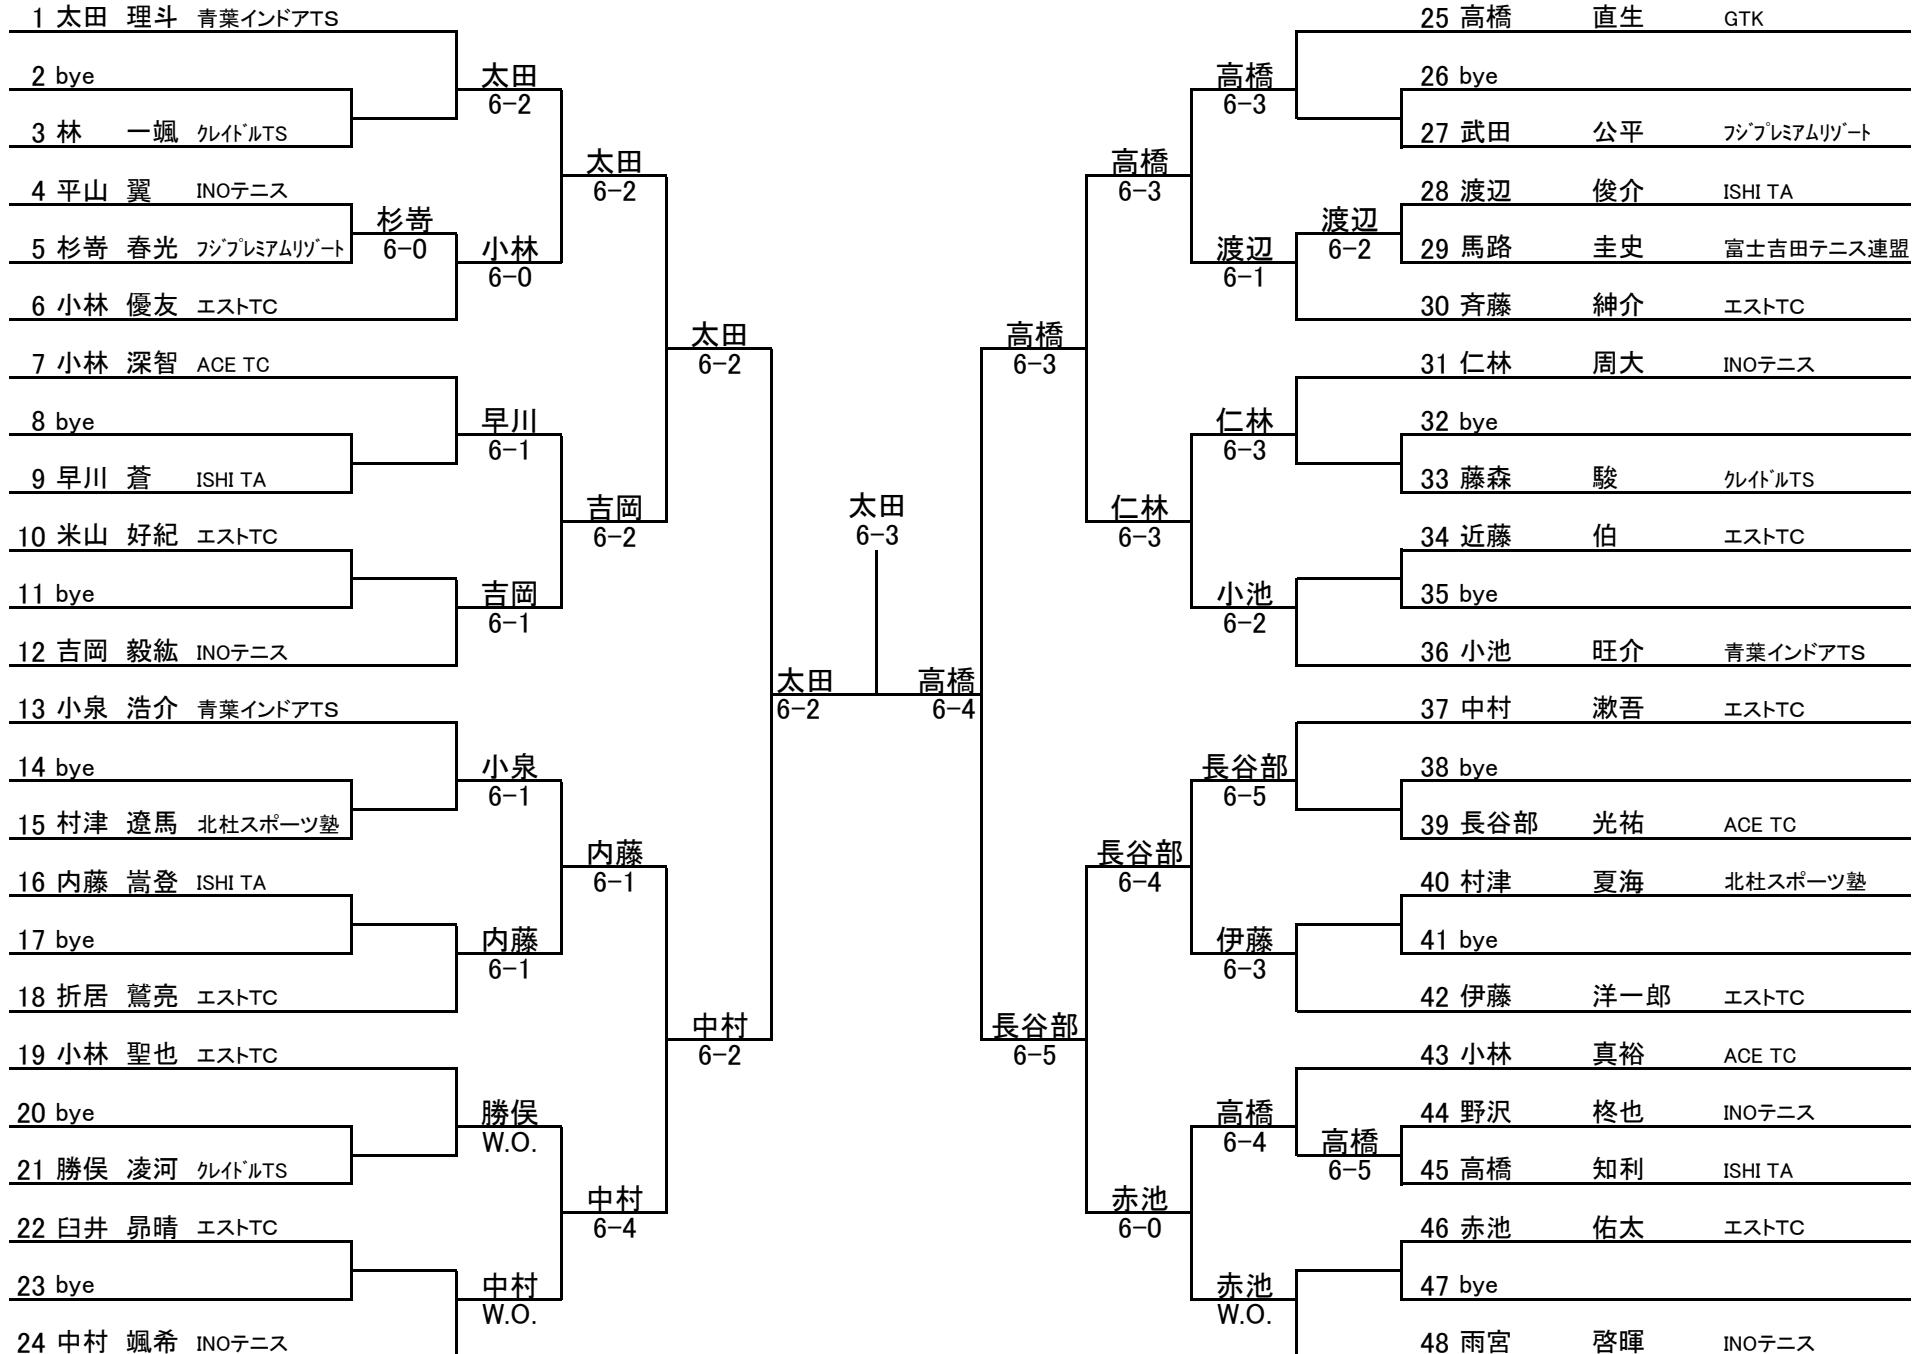 1 太田 理斗 青葉インドアTS
2 bye
3 林 一颯 クレイドルTS
4 平山 翼 INOテニス
5 杉嵜 春光 フジプレミアムリゾート
6 小林 優友 エストTC
7 小林 深智 ACE TC
8 bye
9 早川 蒼 ISHI TA
10 米山 好紀 エストTC
11 bye
12 吉岡 毅紘 INOテニス
13 小泉 浩介 青葉インドアTS
14 bye
15 村津 遼馬 北杜スポーツ塾
16 内藤 嵩登 ISHI TA
17 bye
18 折居 鷲亮 エストTC
19 小林 聖也 エストTC
20 bye
21 勝俣 凌河 クレイドルTS
22 臼井 昴晴 エストTC
23 bye
24 中村 颯希 INOテニス
杉嵜
6-0
太田
6-2
小林
6-0
早川
6-1
吉岡
6-1
小泉
6-1
内藤
6-1
勝俣
W.O.
中村
W.O.
太田
6-2
吉岡
6-2
内藤
6-1
中村
6-4
太田
6-2
中村
6-2
太田
6-2
太田
6-3
高橋
6-4
高橋
6-3
長谷部
6-5
高橋
6-3
仁林
6-3
長谷部
6-4
赤池
6-0
高橋
6-3
渡辺
6-1
仁林
6-3
小池
6-2
長谷部
6-5
伊藤
6-3
高橋
6-4
赤池
W.O.
渡辺
6-2
高橋
6-5
25 高橋 直生 GTK
26 bye
27 武田 公平 フジプレミアムリゾート
28 渡辺 俊介 ISHI TA
29 馬路 圭史 富士吉田テニス連盟
30 斉藤 紳介 エストTC
31 仁林 周大 INOテニス
32 bye
33 藤森 駿 クレイドルTS
34 近藤 伯 エストTC
35 bye
36 小池 旺介 青葉インドアTS
37 中村 漱吾 エストTC
38 bye
39 長谷部 光祐 ACE TC
40 村津 夏海 北杜スポーツ塾
41 bye
42 伊藤 洋一郎 エストTC
43 小林 真裕 ACE TC
44 野沢 柊也 INOテニス
45 高橋 知利 ISHI TA
46 赤池 佑太 エストTC
47 bye
48 雨宮 啓暉 INOテニス